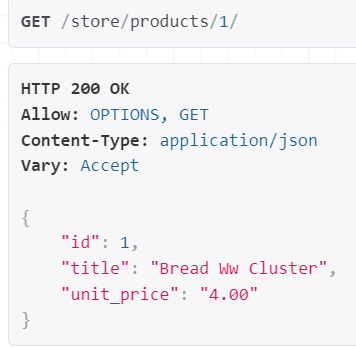 GET /store/products/1/
HTTP 200 OK
Allow: OPTIONS, GET
Content-Type: application/json
Vary: Accept
{
    "id": 1,
    "title": "Bread Ww Cluster",
    "unit_price": "4.00"
}